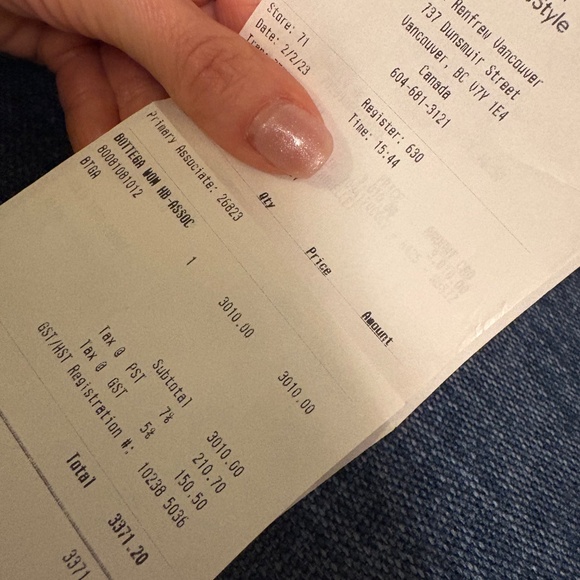 Style
Renfrew Vancouver
737 Dunsmuir Street
Vancouver, BC V7Y 1E4
Canada
604-681-3121
Store: 71 Register: 630
Date: 2/2/23 Time: 15:44
Primary Associate: 26823
Qty Price Amount
BOTTEGA WOM HB-ASSOC
80081081012 1 3010.00 3010.00
BTGA
Subtotal 3010.00
Tax @ PST 7% 210.70
Tax @ GST 5% 150.50
GST/HST Registration #: 10238 5036
Total 3371.20
3371